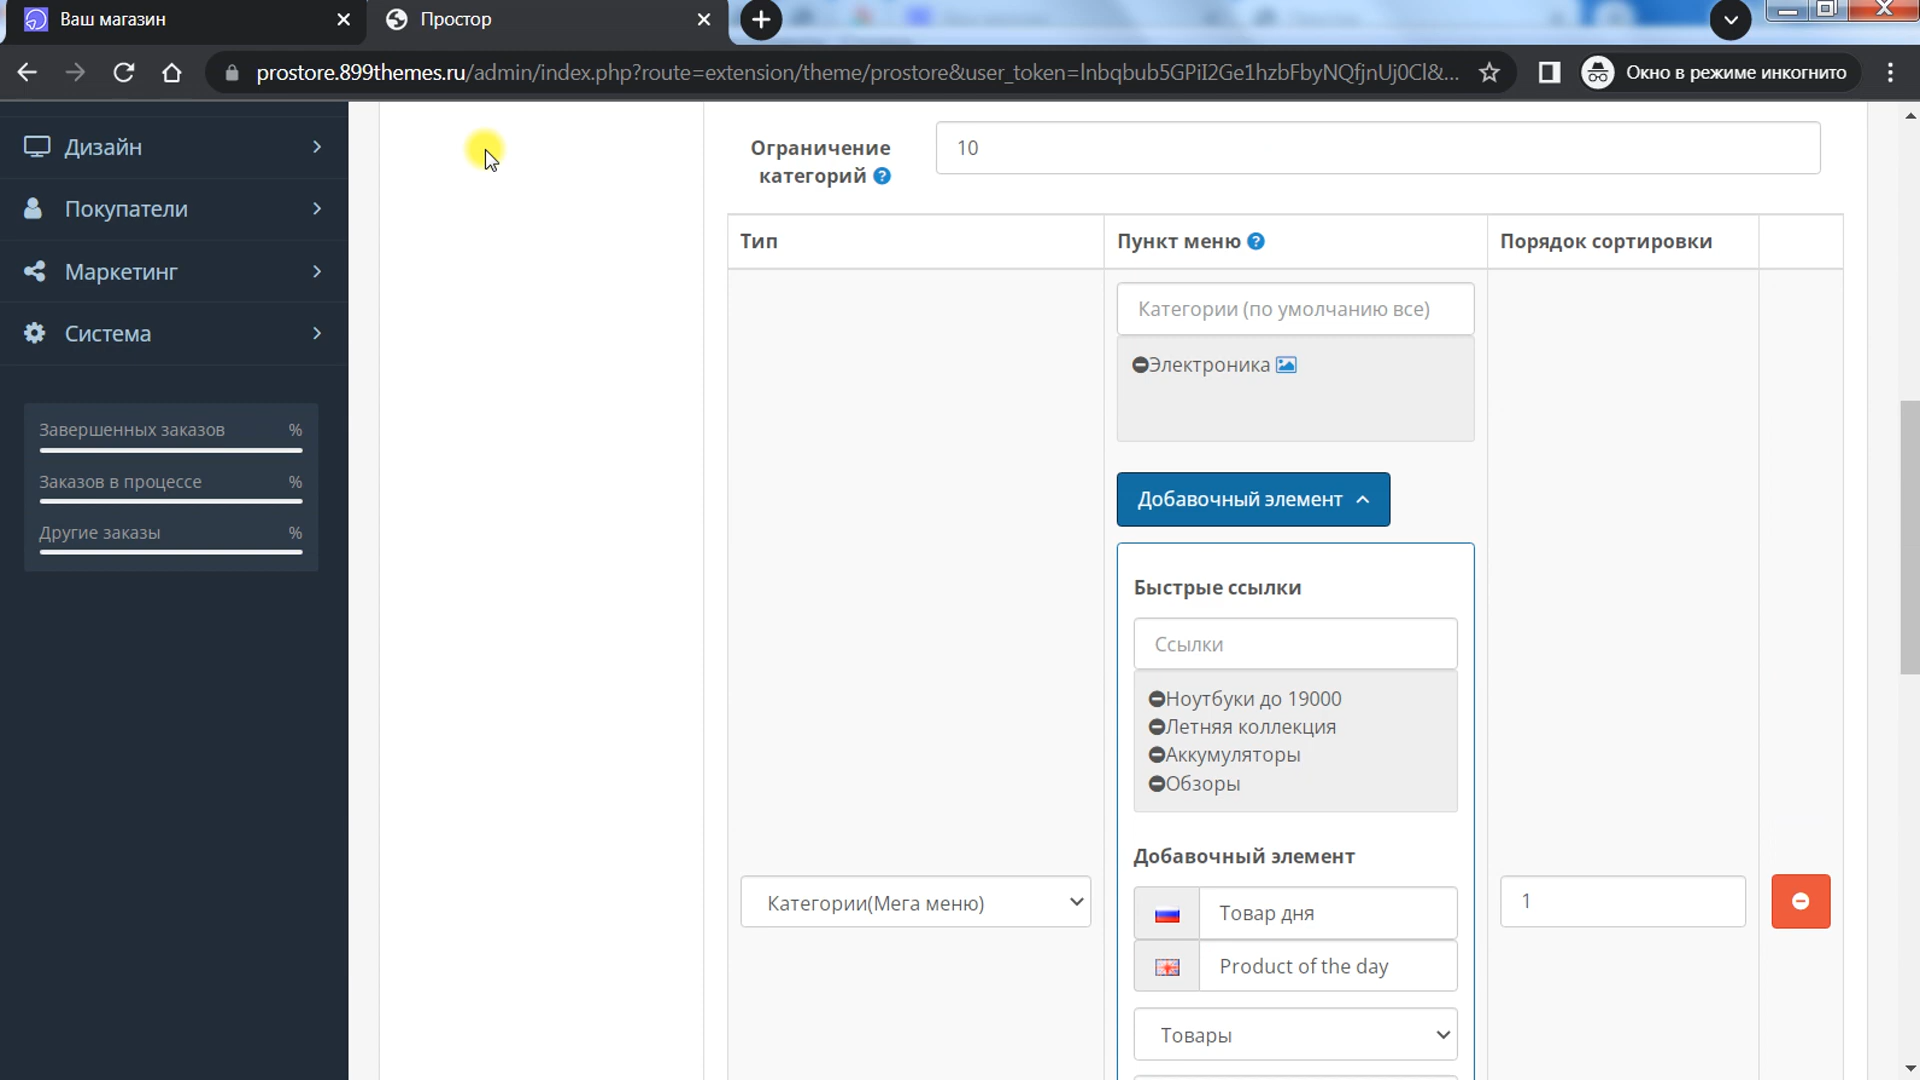 Ваш магазин
Простор
prostore.899themes.ru/admin/index.php?route=extension/theme/prostore&user_token=lnbqbub5GPiI2Ge1hzbFbyNQfjnUj0Cl&...
Окно в режиме инкогнито
Дизайн
Покупатели
Маркетинг
Система
Завершенных заказов %
Заказов в процессе %
Другие заказы %
Ограничение
категорий
10
Тип
Пункт меню
Порядок сортировки
Категории (по умолчанию все)
Электроника
Добавочный элемент
Быстрые ссылки
Ссылки
Ноутбуки до 19000
Летняя коллекция
Аккумуляторы
Обзоры
Добавочный элемент
Категории(Мега меню)
Товар дня
1
Product of the day
Товары